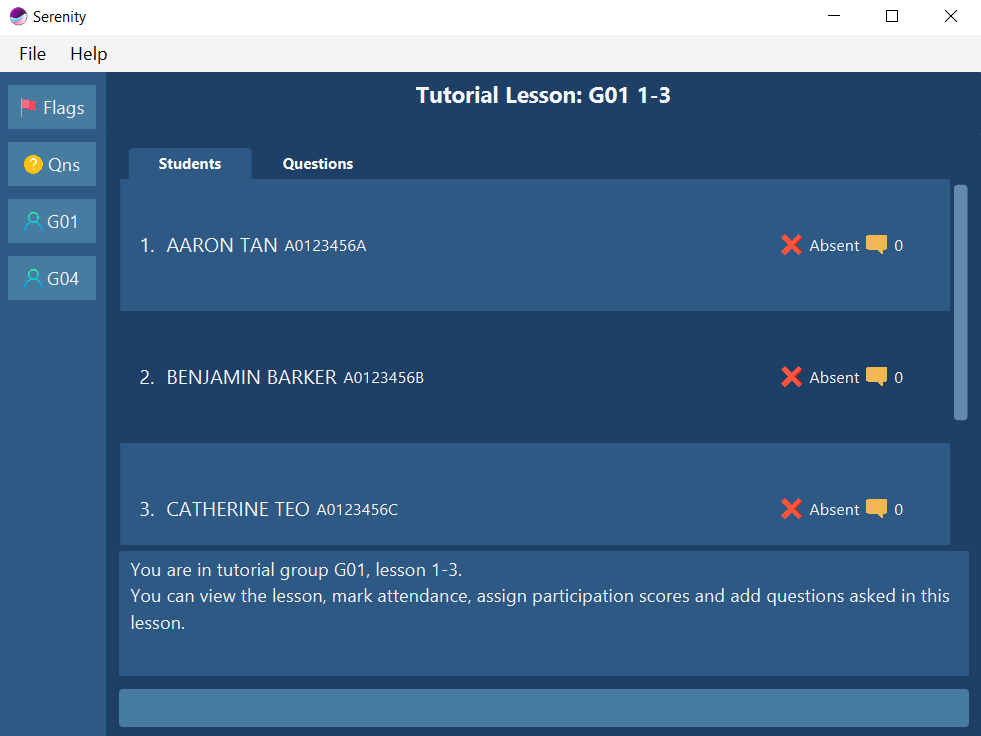 Serenity
File Help
Tutorial Lesson: G01 1-3
Flags
Qns
G01
G04
Students Questions
1. AARON TAN A0123456A Absent 0
2. BENJAMIN BARKER A0123456B Absent 0
3. CATHERINE TEO A0123456C Absent 0
You are in tutorial group G01, lesson 1-3.
You can view the lesson, mark attendance, assign participation scores and add questions asked in this
lesson.